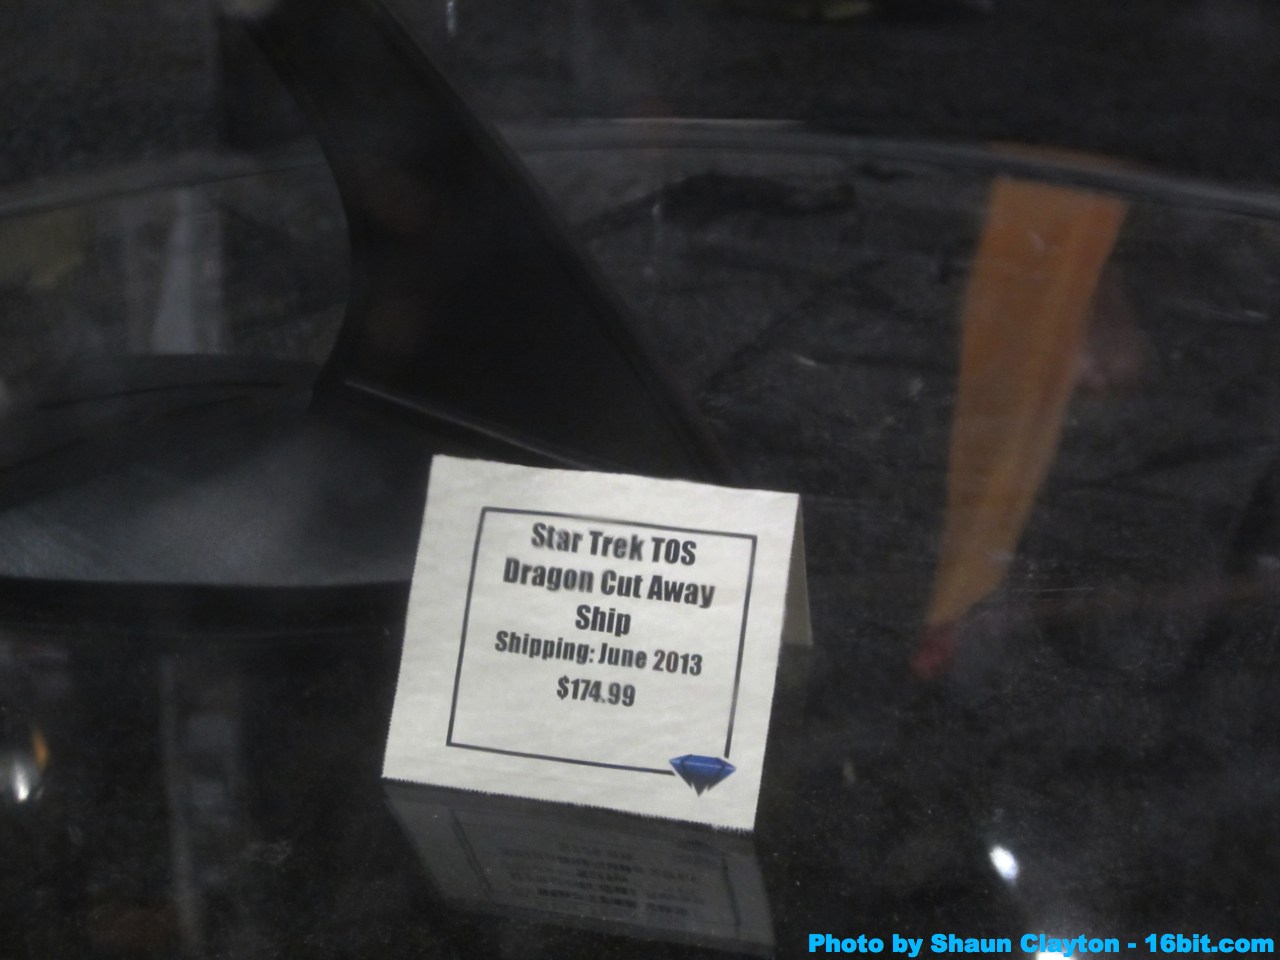 Star Trek TOS
Dragon Cut Away
Ship
Shipping: June 2013
$174.99
Photo by Shaun Clayton - 16bit.com